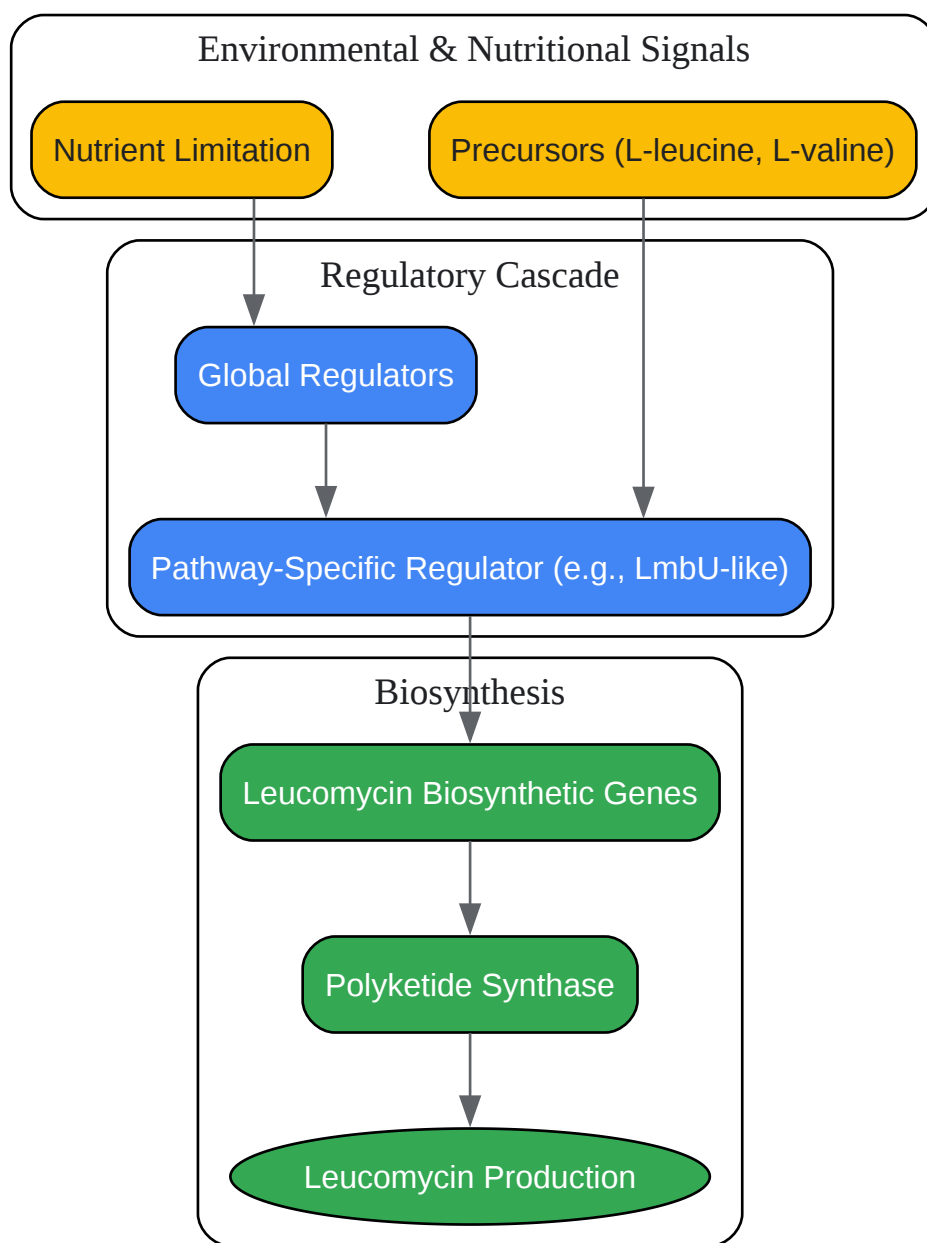 Environmental & Nutritional Signals
Nutrient Limitation
Precursors (L-leucine, L-valine)
Regulatory Cascade
Global Regulators
Pathway-Specific Regulator (e.g., LmbU-like)
Biosynthesis
Leucomycin Biosynthetic Genes
Polyketide Synthase
Leucomycin Production